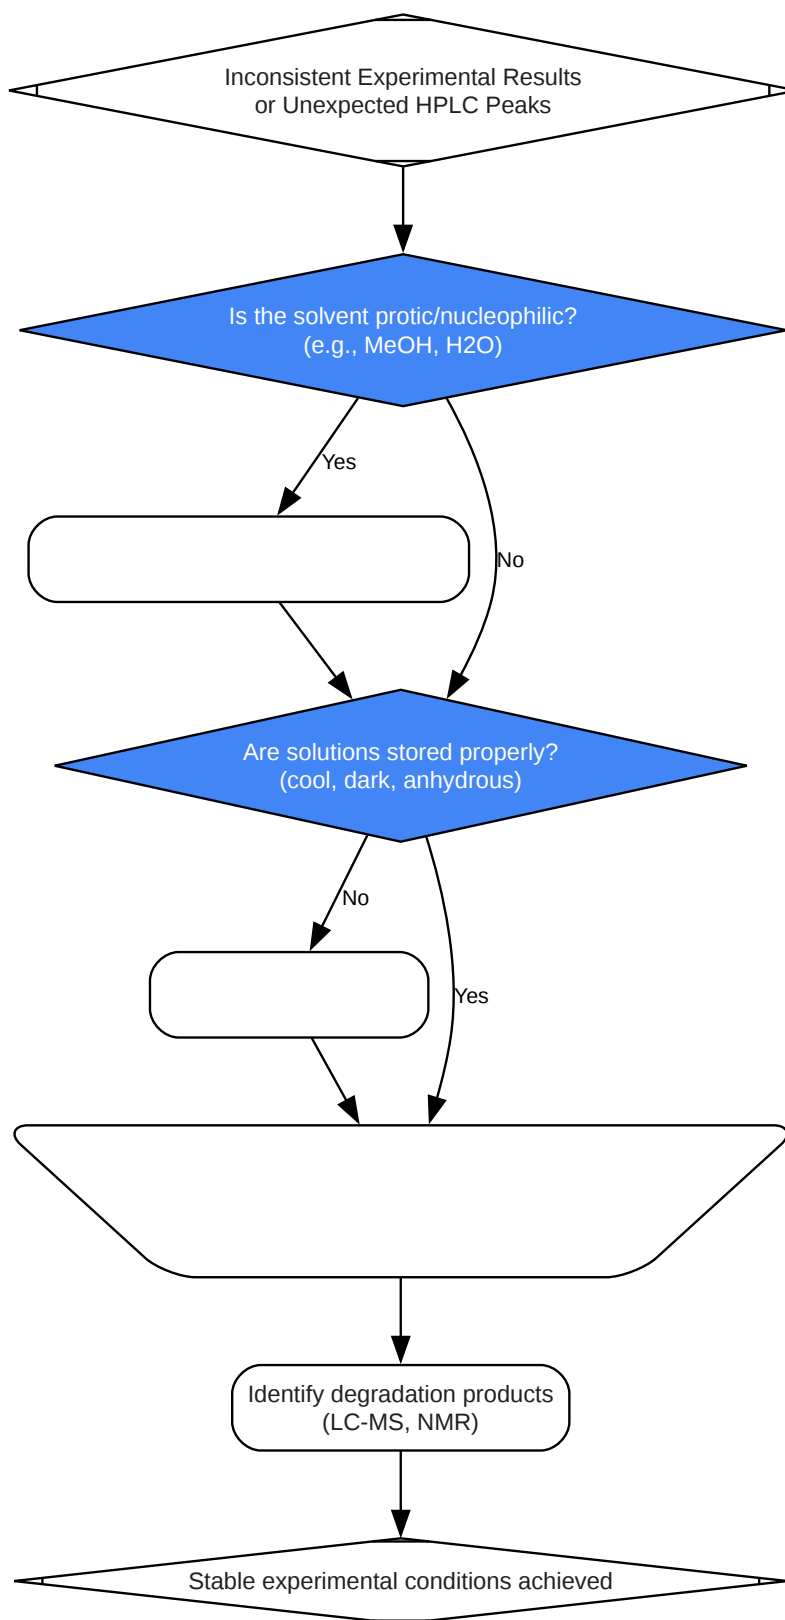 Inconsistent Experimental Results
or Unexpected HPLC Peaks
Is the solvent protic/nucleophilic?
(e.g., MeOH, H2O)
Yes
No
Are solutions stored properly?
(cool, dark, anhydrous)
No
Yes
Identify degradation products
(LC-MS, NMR)
Stable experimental conditions achieved